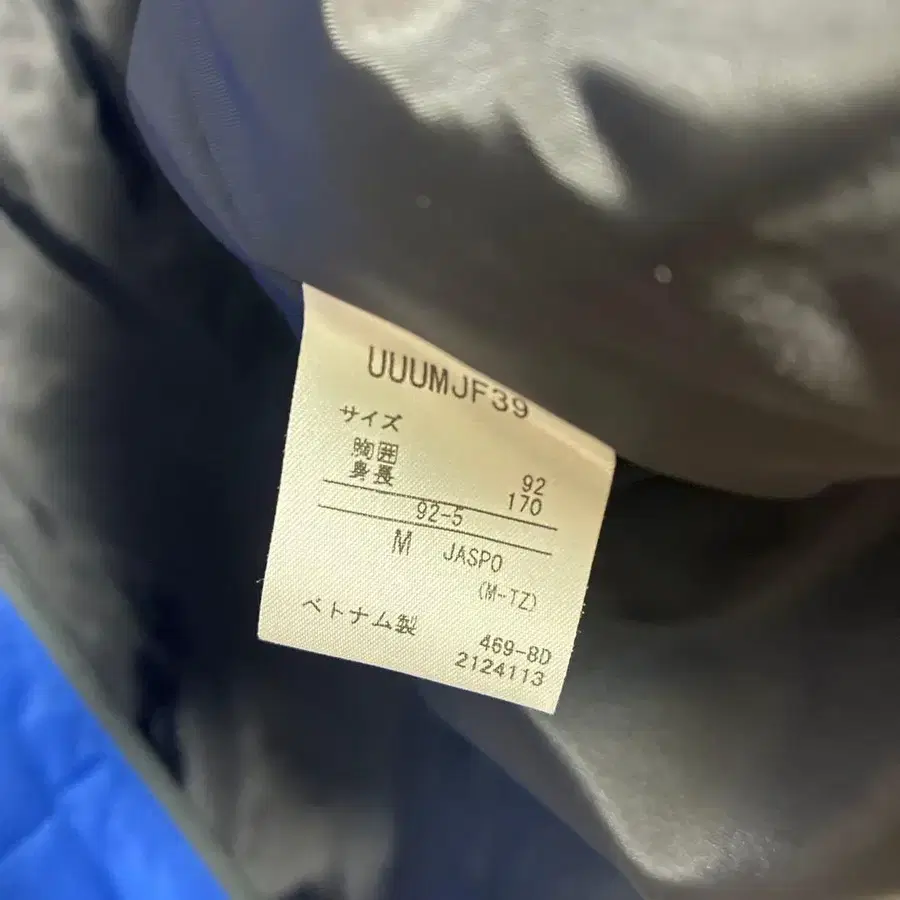 UUUMJF39
サイズ
胸囲 92
身長 170
92-5
M JASPO
(M-TZ)
ベトナム製 469-8D
2124113